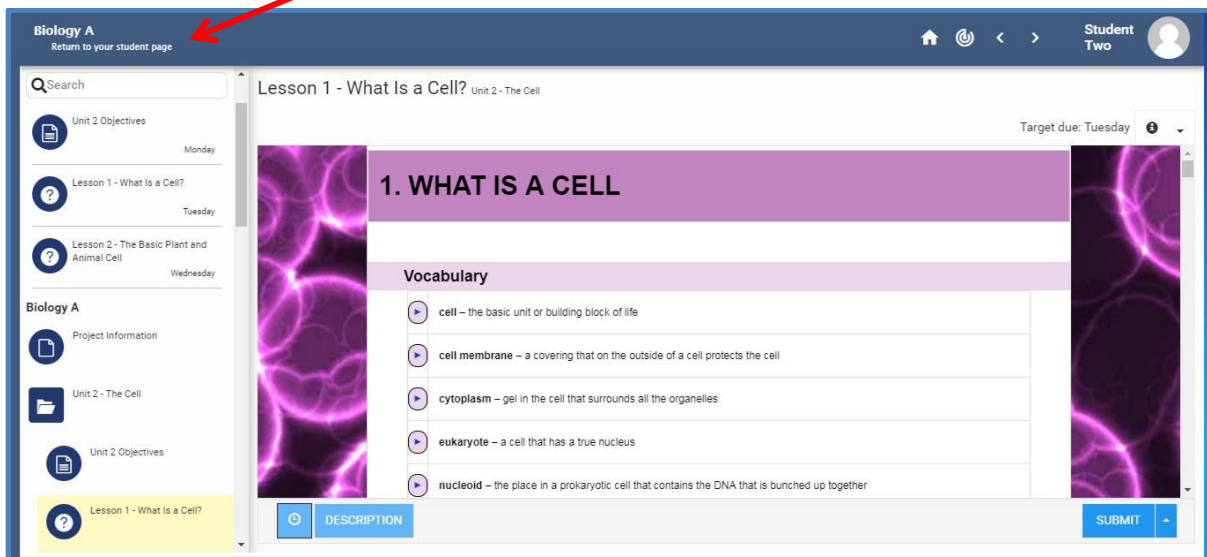 Biology A
Return to your student page
Student
Two
Search
Unit 2 Objectives
Monday
Lesson 1 - What Is a Cell?
Tuesday
Lesson 2 - The Basic Plant and
Animal Cell
Wednesday
Biology A
Project Information
Unit 2 - The Cell
Unit 2 Objectives
Lesson 1 - What Is a Cell?
Lesson 1 - What Is a Cell? Unit 2 - The Cell
Target due: Tuesday
1. WHAT IS A CELL
Vocabulary
cell – the basic unit or building block of life
cell membrane – a covering that on the outside of a cell protects the cell
cytoplasm – gel in the cell that surrounds all the organelles
eukaryote – a cell that has a true nucleus
nucleoid – the place in a prokaryotic cell that contains the DNA that is bunched up together
DESCRIPTION
SUBMIT